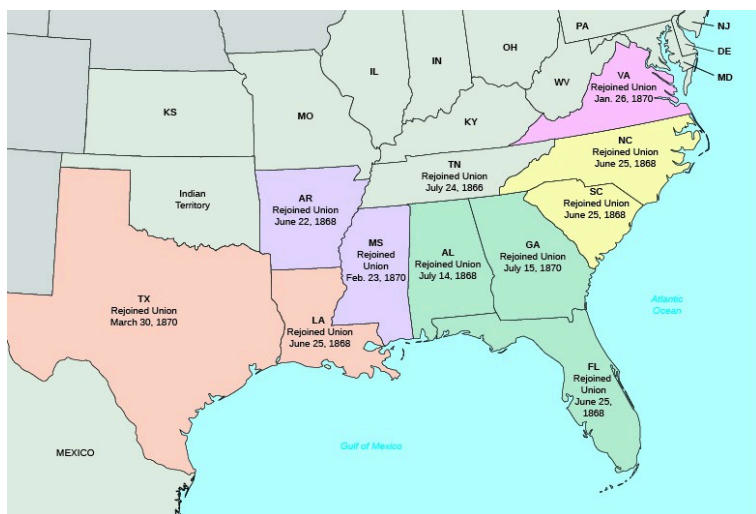 PA
NJ
DE
MD
OH
IL
IN
WV
VA
Rejoined Union
Jan. 26, 1870
KS
MO
KY
NC
Rejoined Union
June 25, 1868
TN
Rejoined Union
July 24, 1866
Indian
Territory
AR
Rejoined Union
June 22, 1868
SC
Rejoined Union
June 25, 1868
MS
Rejoined
Union
Feb. 23, 1870
AL
Rejoined Union
July 14, 1868
GA
Rejoined Union
July 15, 1870
TX
Rejoined Union
March 30, 1870
LA
Rejoined Union
June 25, 1868
Atlantic
Ocean
FL
Rejoined
Union
June 25,
1868
Gulf of Mexico
MEXICO